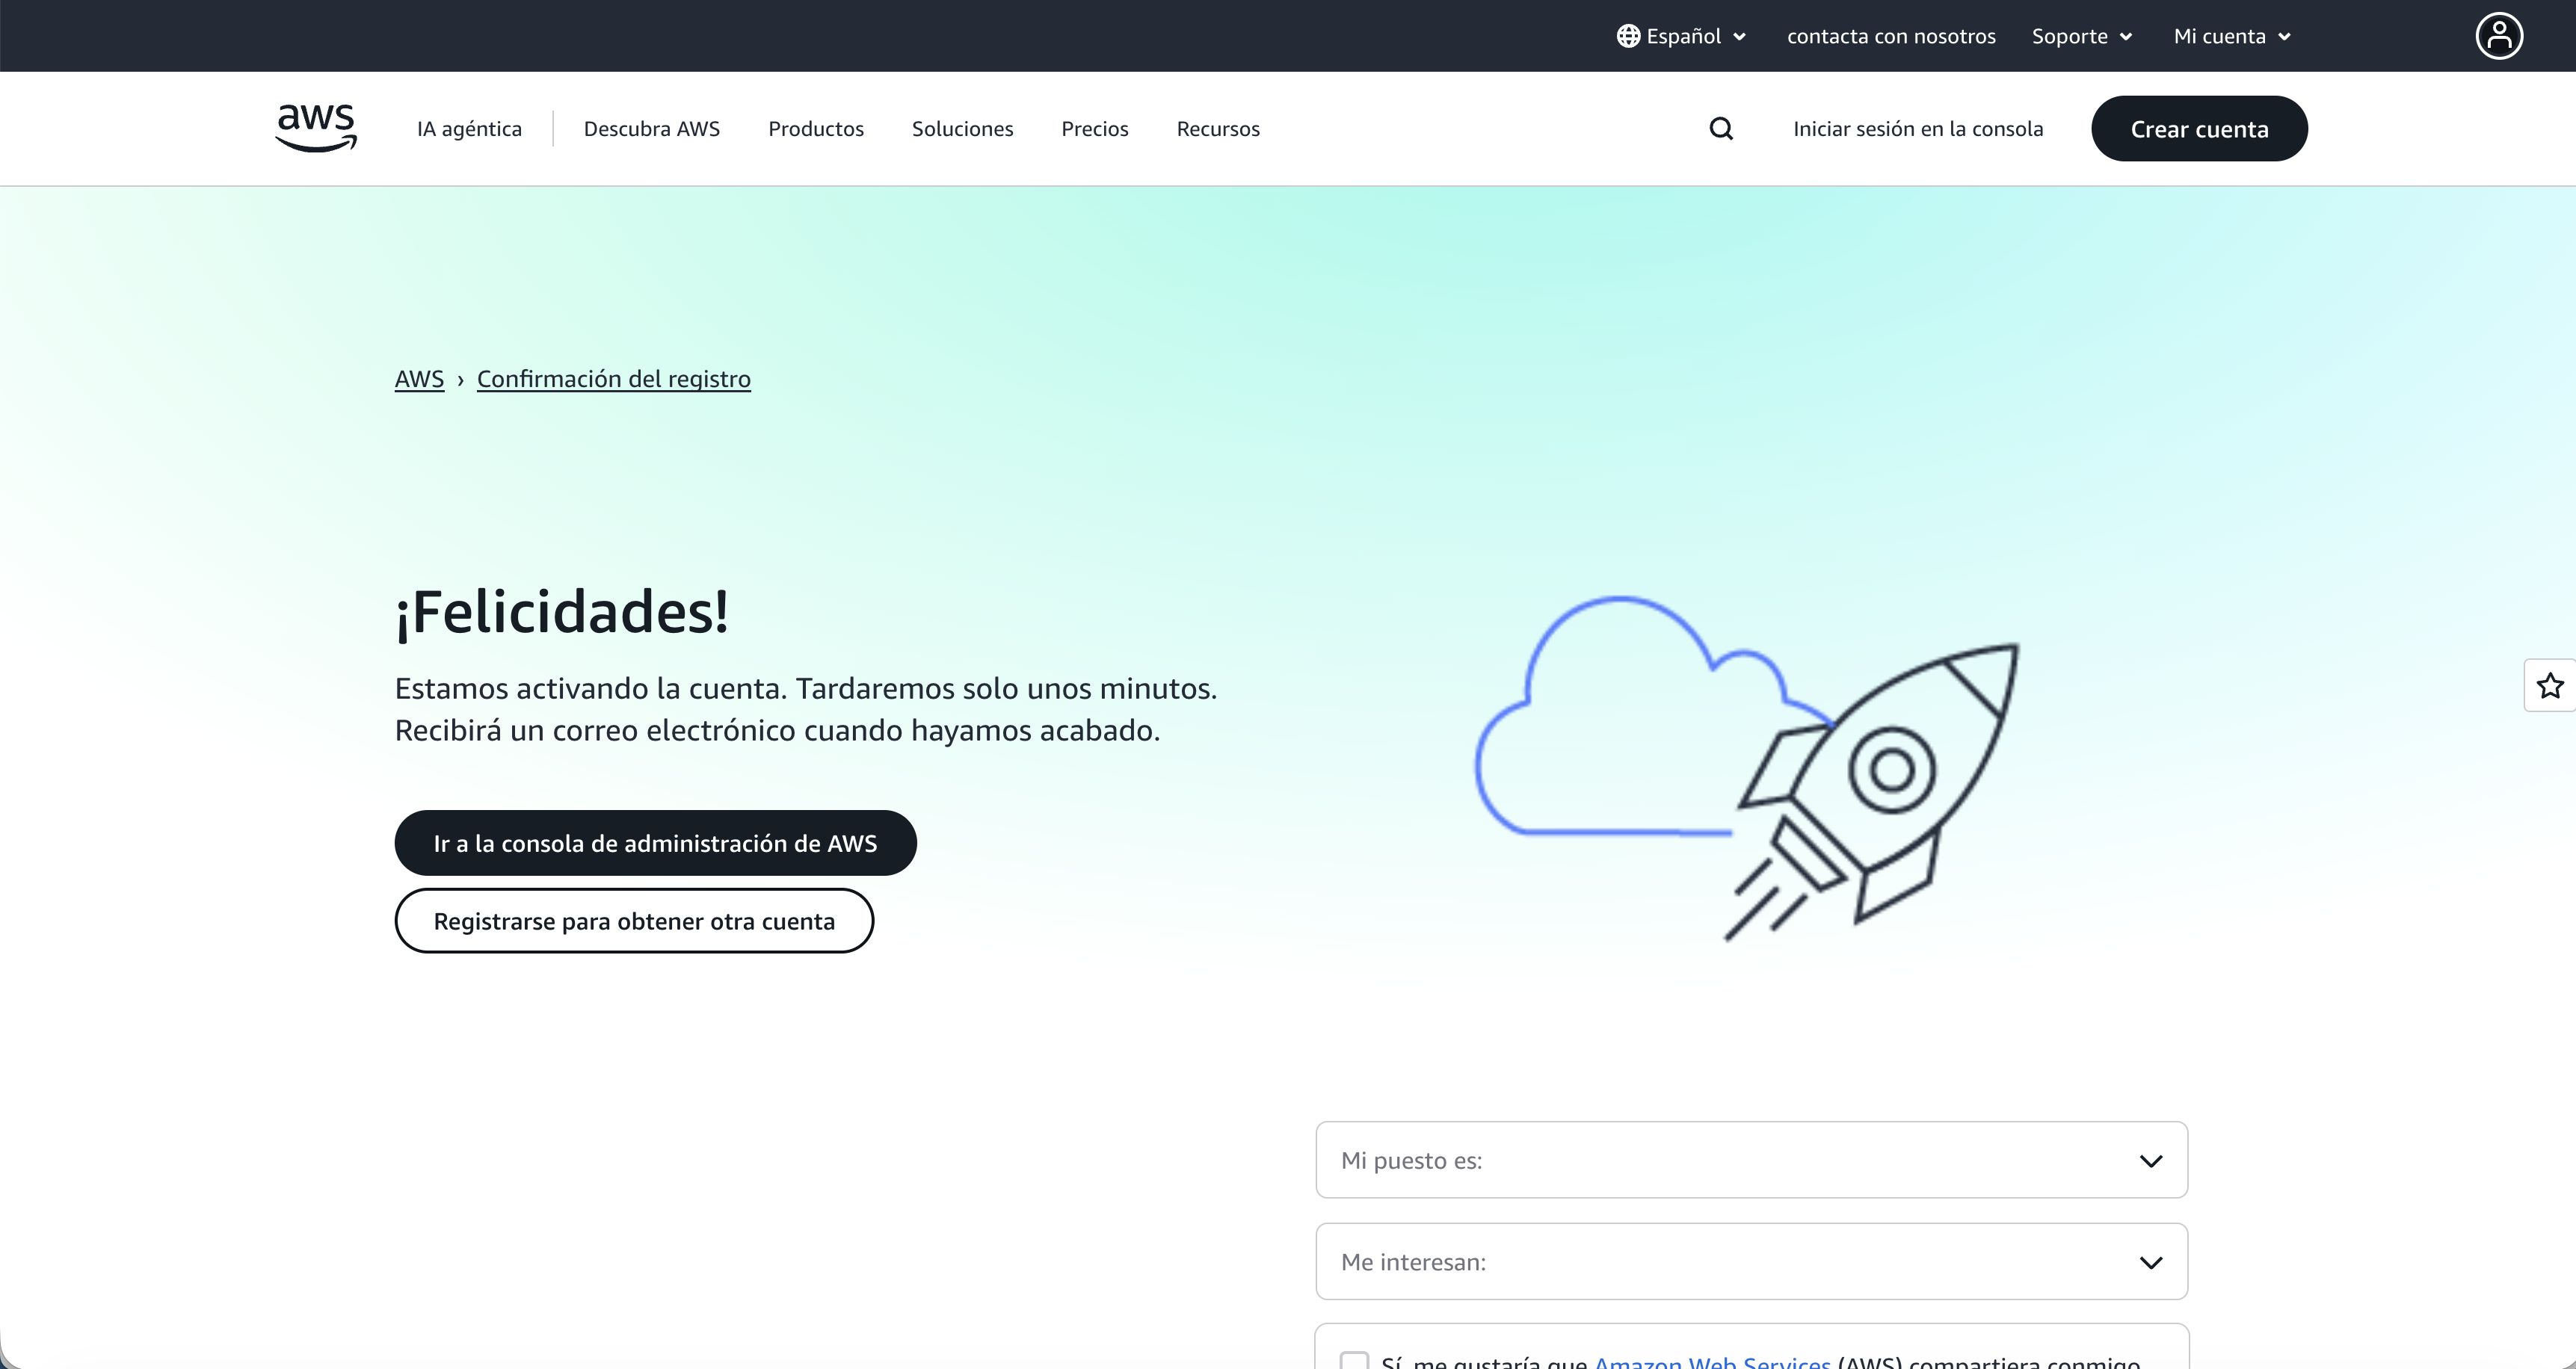 Español
contacta con nosotros
Soporte
Mi cuenta
aws
IA agéntica
Descubra AWS
Productos
Soluciones
Precios
Recursos
Iniciar sesión en la consola
Crear cuenta
AWS › Confirmación del registro
¡Felicidades!
Estamos activando la cuenta. Tardaremos solo unos minutos.
Recibirá un correo electrónico cuando hayamos acabado.
Ir a la consola de administración de AWS
Registrarse para obtener otra cuenta
Mi puesto es:
Me interesan:
Sí, me gustaría que Amazon Web Services (AWS) compartiera conmigo